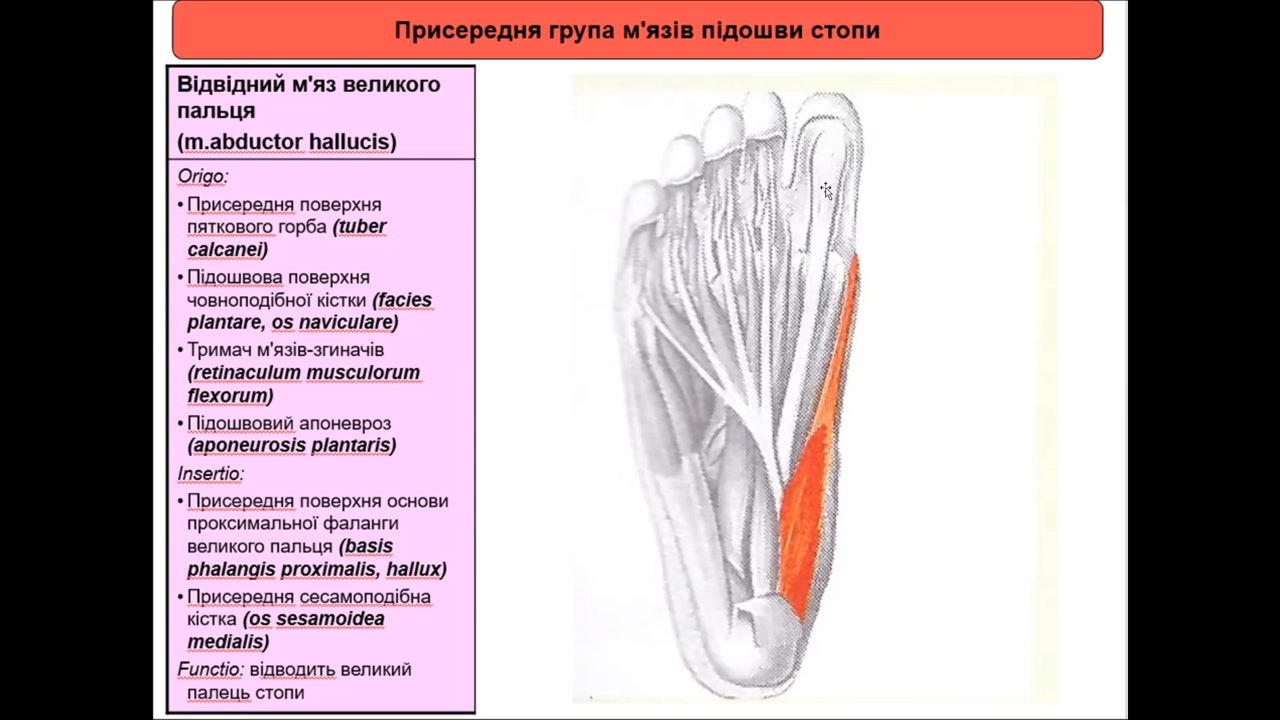 Присередня група м'язів підошви стопи
Відвідний м'яз великого
пальця
(m.abductor hallucis)
Origo:
• Присередня поверхня
пяткового горба (tuber
calcanei)
• Підошвова поверхня
човноподібної кістки (facies
plantare, os naviculare)
• Тримач м'язів-згиначів
(retinaculum musculorum
flexorum)
• Підошвовий апоневроз
(aponeurosis plantaris)
Insertio:
• Присередня поверхня основи
проксимальної фаланги
великого пальця (basis
phalangis proximalis, hallux)
• Присередня сесамоподібна
кістка (os sesamoidea
medialis)
Functio: відводить великий
палець стопи